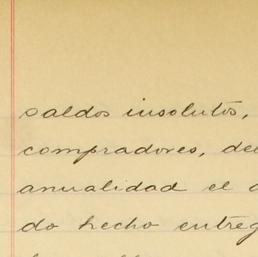 saldos insolutos,
compradores, de
anualidad el
do hecho entreg